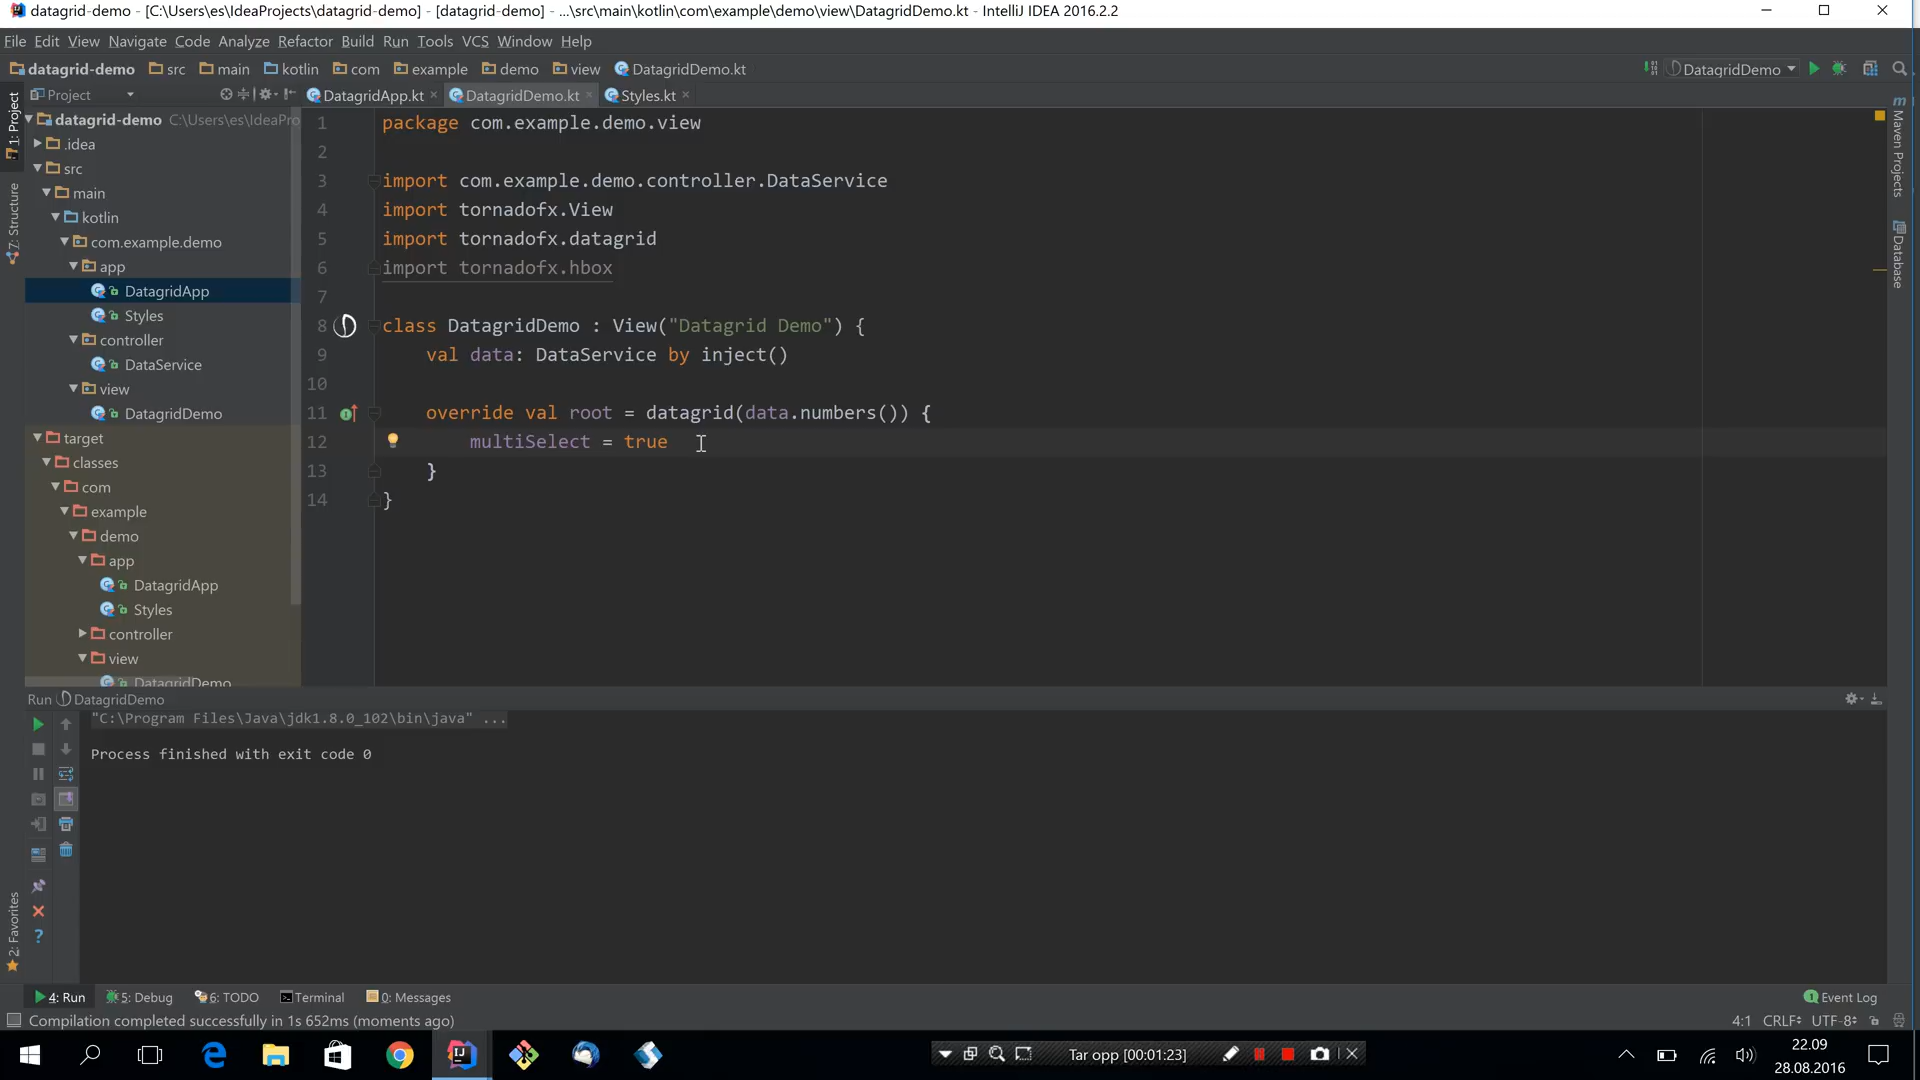 datagrid-demo - [C:\Users\es\IdeaProjects\datagrid-demo] - [datagrid-demo] - ...\src\main\kotlin\com\example\demo\view\DatagridDemo.kt - IntelliJ IDEA 2016.2.2
File Edit View Navigate Code Analyze Refactor Build Run Tools VCS Window Help
datagrid-demo src main kotlin com example demo view DatagridDemo.kt DatagridDemo
Project DatagridApp.kt DatagridDemo.kt Styles.kt
1: Project
7: Structure
2: Favorites
datagrid-demo C:\Users\es\IdeaPro
.idea
src
main
kotlin
com.example.demo
app
DatagridApp
Styles
controller
DataService
view
DatagridDemo
target
classes
com
example
demo
app
DatagridApp
Styles
controller
view
DatagridDemo
1 package com.example.demo.view
2
3 import com.example.demo.controller.DataService
4 import tornadofx.View
5 import tornadofx.datagrid
6 import tornadofx.hbox
7
8 class DatagridDemo : View("Datagrid Demo") {
9 val data: DataService by inject()
10
11 override val root = datagrid(data.numbers()) {
12 multiSelect = true
13 }
14 }
Maven Projects
Database
Run DatagridDemo
"C:\Program Files\Java\jdk1.8.0_102\bin\java" ...
Process finished with exit code 0
4: Run 5: Debug 6: TODO Terminal 0: Messages 1 Event Log
Compilation completed successfully in 1s 652ms (moments ago) 4:1 CRLF UTF-8
Tar opp [00:01:23]
22.09
28.08.2016